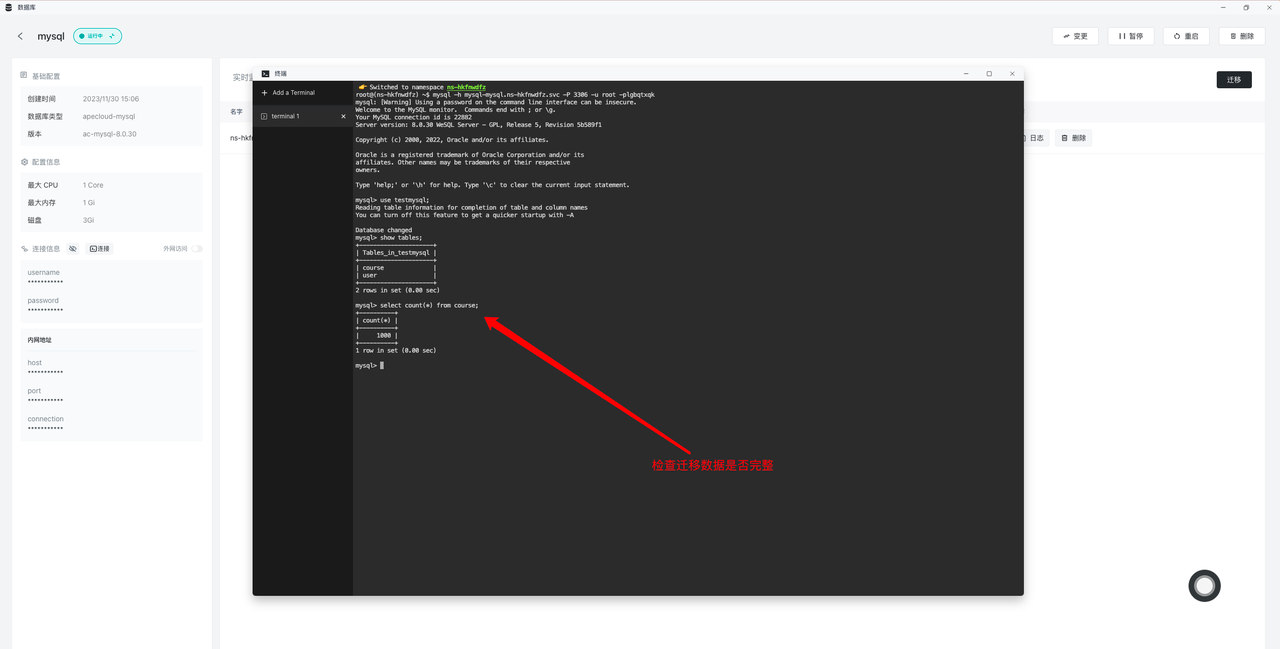 数据库
mysql
运行中
变更
暂停
重启
删除
基础配置
创建时间 2023/11/30 15:06
数据库类型 apecloud-mysql
版本 ac-mysql-8.0.30
配置信息
最大 CPU 1 Core
最大内存 1 Gi
磁盘 3Gi
连接信息
连接
外网访问
username
***********
password
***********
内网地址
host
***********
port
***********
connection
***********
迁移
名字
日志
删除
终端
Add a Terminal
terminal 1
Switched to namespace ns-hkfnwdfz
root@(ns-hkfnwdfz) ~$ mysql -h mysql-mysql.ns-hkfnwdfz.svc -P 3306 -u root -plgbqtxqk
mysql: [Warning] Using a password on the command line interface can be insecure.
Welcome to the MySQL monitor.  Commands end with ; or \g.
Your MySQL connection id is 22882
Server version: 8.0.30 WeSQL Server - GPL, Release 5, Revision 5b589f1
Copyright (c) 2000, 2022, Oracle and/or its affiliates.
Oracle is a registered trademark of Oracle Corporation and/or its
affiliates. Other names may be trademarks of their respective
owners.
Type 'help;' or '\h' for help. Type '\c' to clear the current input statement.
mysql> use testmysql;
Reading table information for completion of table and column names
You can turn off this feature to get a quicker startup with -A
Database changed
mysql> show tables;
+---------------------+
| Tables_in_testmysql |
+---------------------+
| course              |
| user                |
+---------------------+
2 rows in set (0.00 sec)
mysql> select count(*) from course;
+----------+
| count(*) |
+----------+
|     1000 |
+----------+
1 row in set (0.00 sec)
mysql>
检查迁移数据是否完整